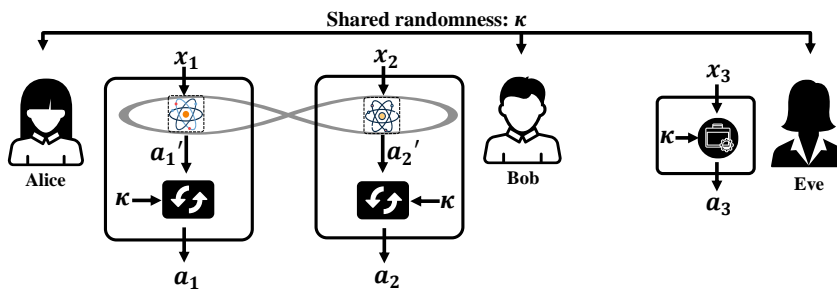 Shared randomness: κ
x₁
x₂
x₃
a₁′
a₂′
κ
κ
κ
Alice
Bob
Eve
a₁
a₂
a₃